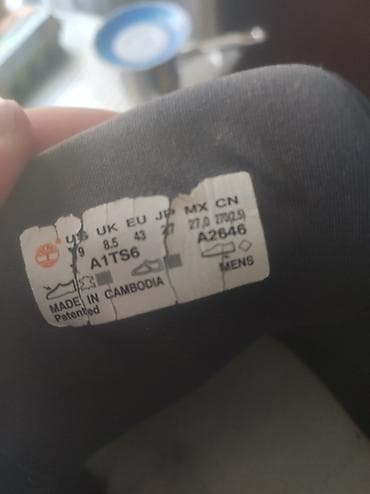 US UK EU JP MX CN
9 8.5 43 27 27.0 270(2.5)
A1TS6 A2646
MENS
MADE IN CAMBODIA
Patented